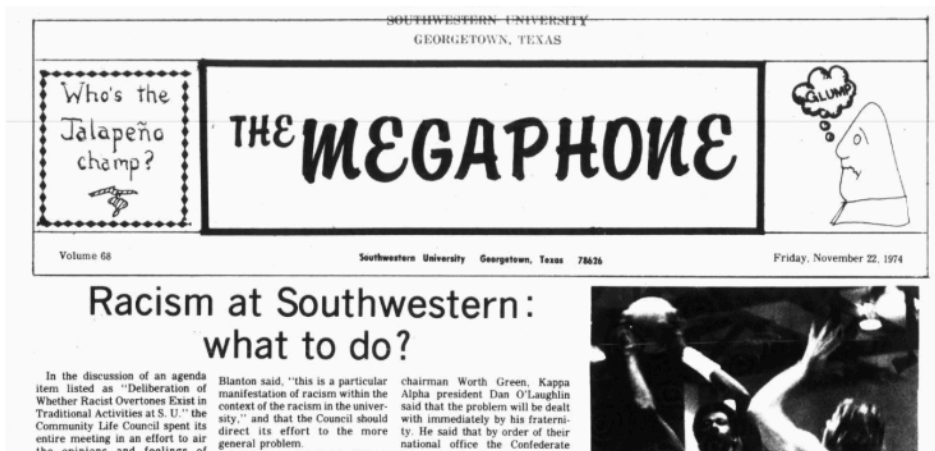 SOUTHWESTERN UNIVERSITY
GEORGETOWN, TEXAS
Who's the
Jalapeño
champ?
THE MEGAPHONE
GLUMP
Volume 68
Southwestern University Georgetown, Texas 78626
Friday, November 22, 1974
Racism at Southwestern:
what to do?
In the discussion of an agenda
item listed as "Deliberation of
Whether Racist Overtones Exist in
Traditional Activities at S. U." the
Community Life Council spent its
entire meeting in an effort to air
the opinions and feelings of
Blanton said, "this is a particular
manifestation of racism within the
context of the racism in the univer-
sity," and that the Council should
direct its effort to the more
general problem.
chairman Worth Green, Kappa
Alpha president Dan O'Laughlin
said that the problem will be dealt
with immediately by his fraterni-
ty. He said that by order of their
national office the Confederate